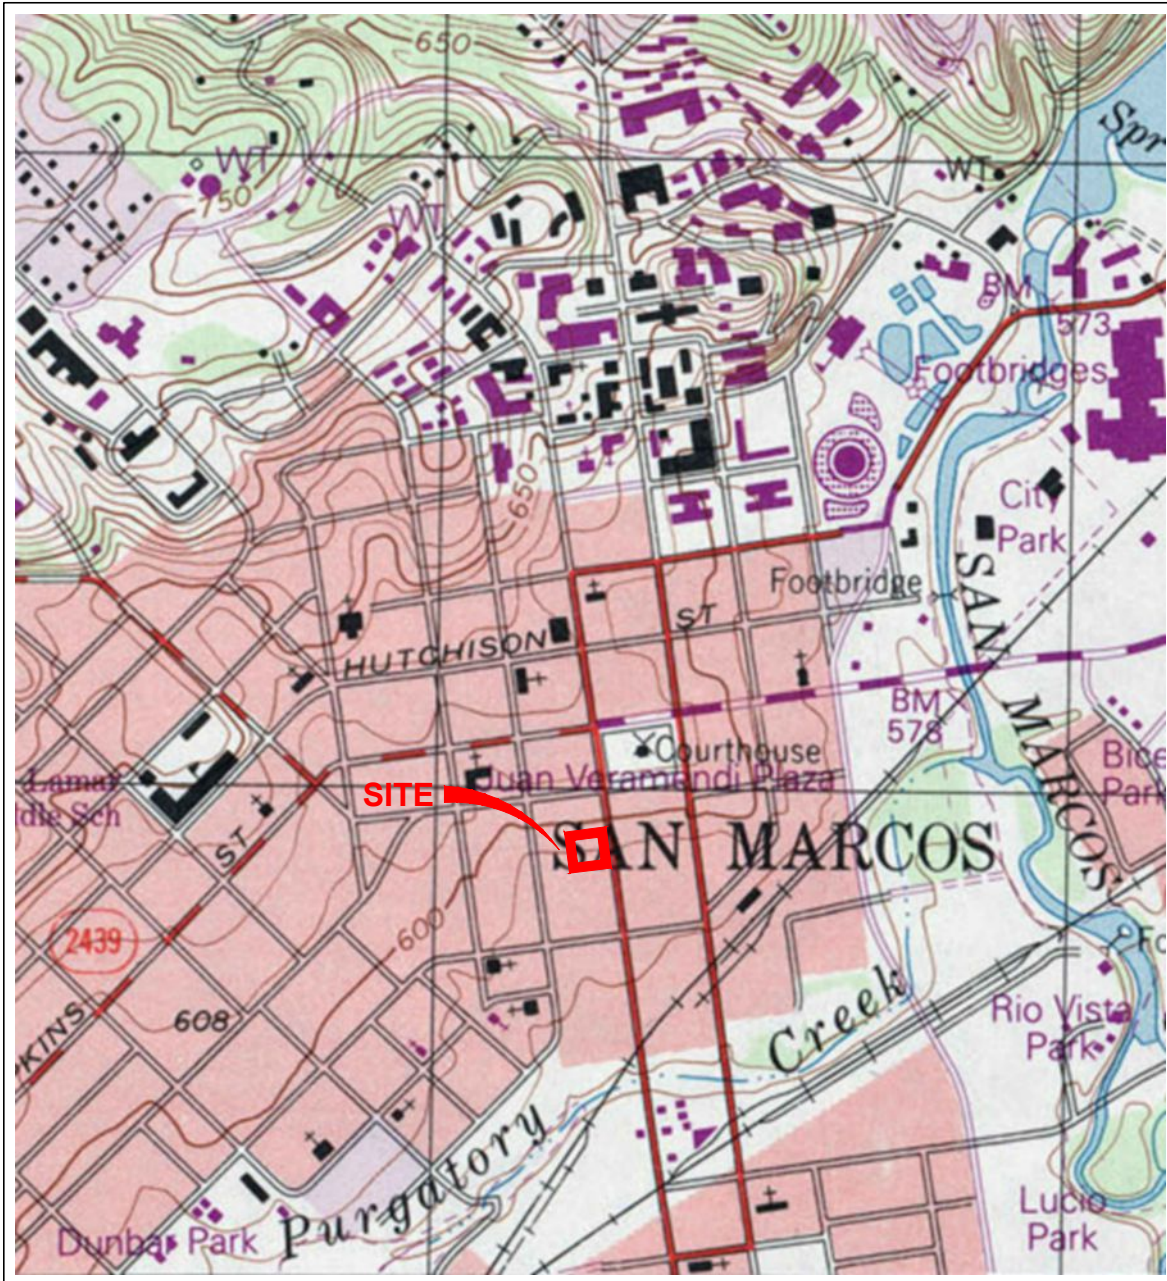 650
Spr
WT
WT
750
WT
BM
573
Footbridges
650
City
Park
Footbridge
SAN
ST
HUTCHISON
BM
578
MARCOS
Courthouse
Bice
Park
Juan Veramendi Plaza
Lamar
dle Sch
SITE
SAN MARCOS
ST
600
2439
Fo
Creek
608
KINS
Rio Vista
Park
Purgatory
Lucio
Park
Dunbar Park